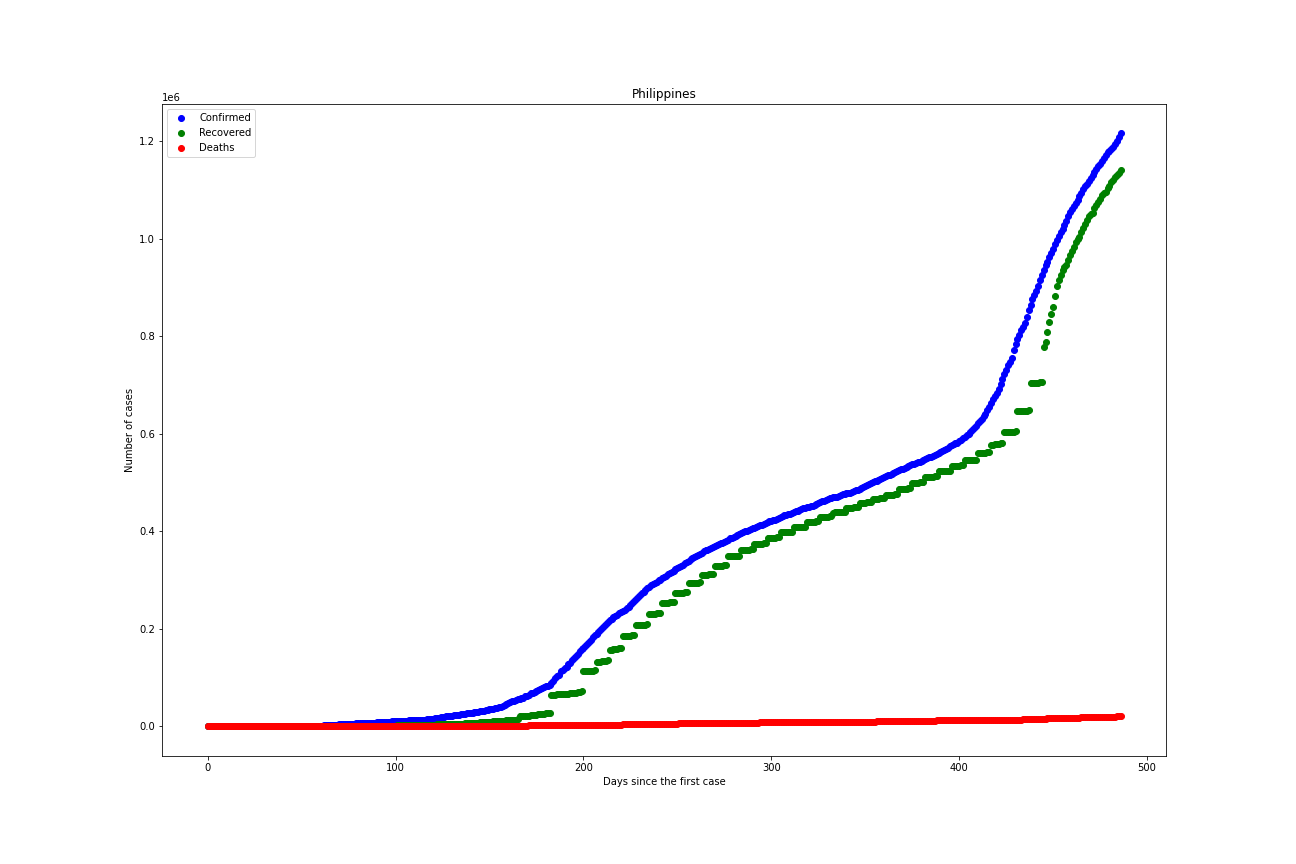 Philippines
1e6
Confirmed
Recovered
Deaths
1.2
1.0
0.8
0.6
0.4
0.2
0.0
Number of cases
0 100 200 300 400 500
Days since the first case